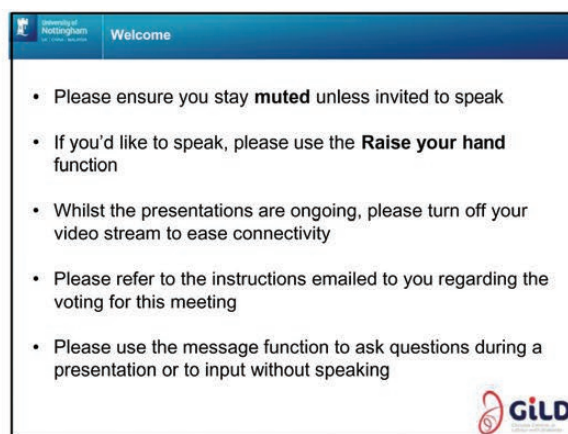 University of
Nottingham
UK | CHINA | MALAYSIA
Welcome
• Please ensure you stay muted unless invited to speak
• If you'd like to speak, please use the Raise your hand
function
• Whilst the presentations are ongoing, please turn off your
video stream to ease connectivity
• Please refer to the instructions emailed to you regarding the
voting for this meeting
• Please use the message function to ask questions during a
presentation or to input without speaking
GiLD